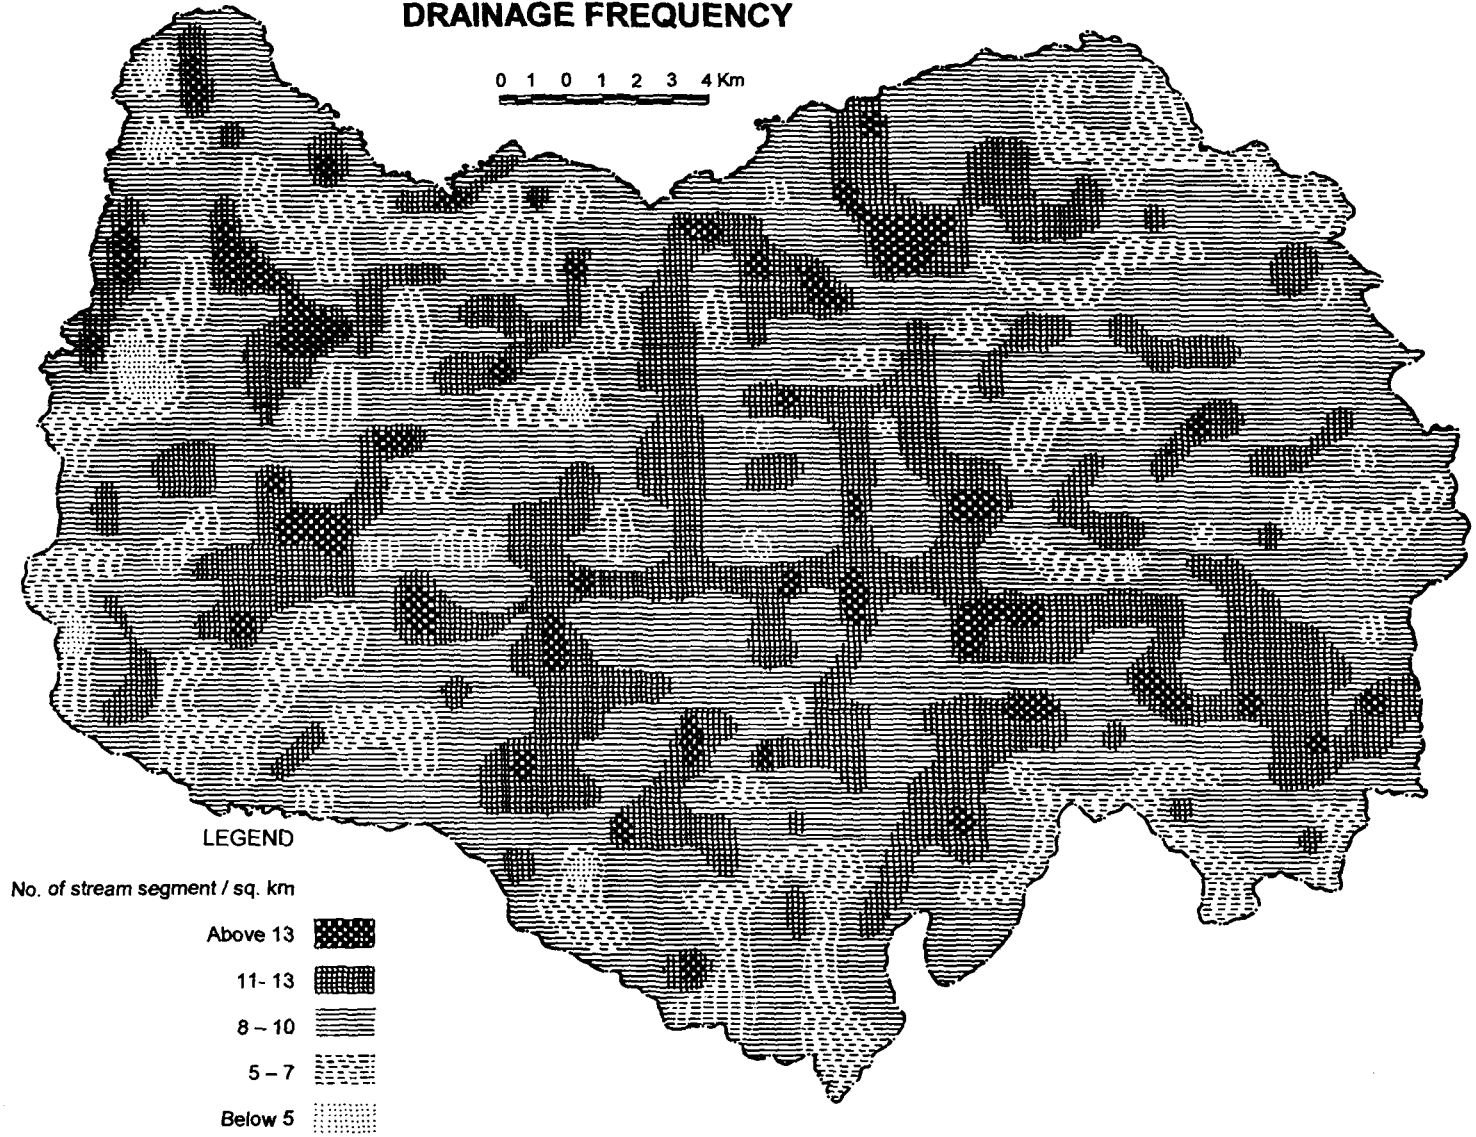 DRAINAGE FREQUENCY
0 1 0 1 2 3 4 Km
LEGEND
No. of stream segment / sq. km
Above 13
11- 13
8 – 10
5 – 7
Below 5